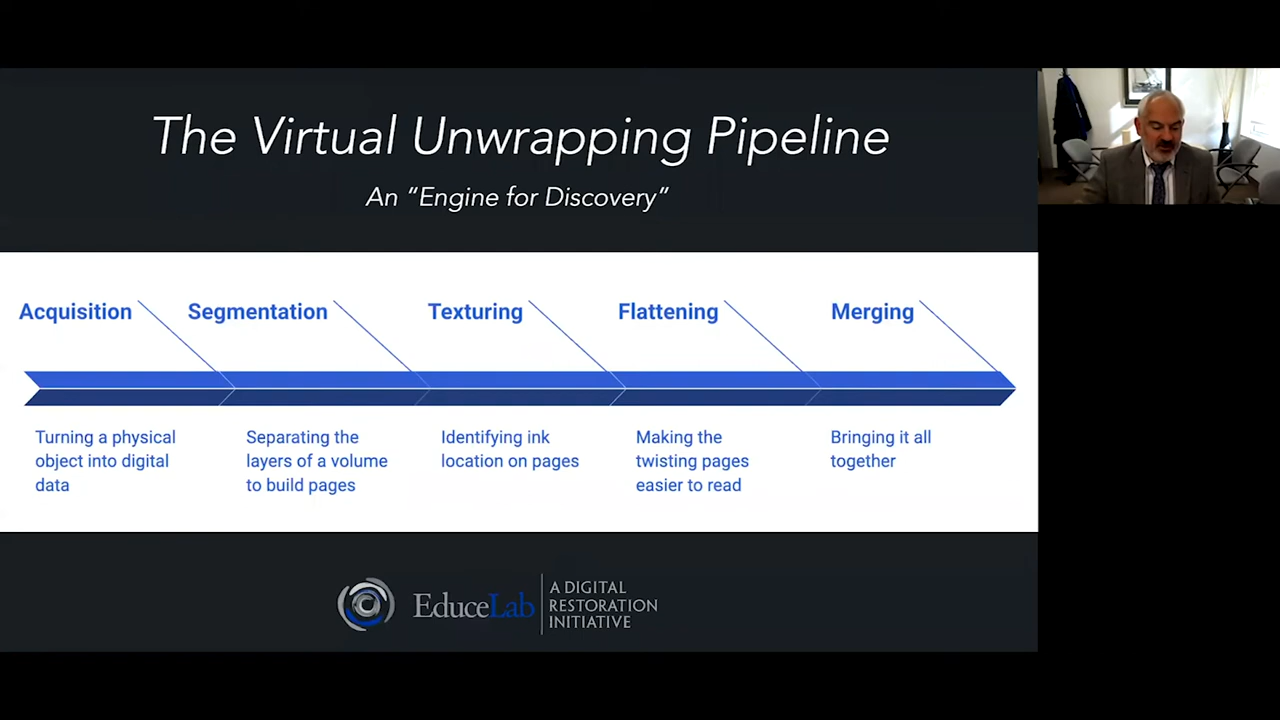 The Virtual Unwrapping Pipeline
An “Engine for Discovery”
Acquisition
Segmentation
Texturing
Flattening
Merging
Turning a physical
object into digital
data
Separating the
layers of a volume
to build pages
Identifying ink
location on pages
Making the
twisting pages
easier to read
Bringing it all
together
EduceLab
A DIGITAL
RESTORATION
INITIATIVE